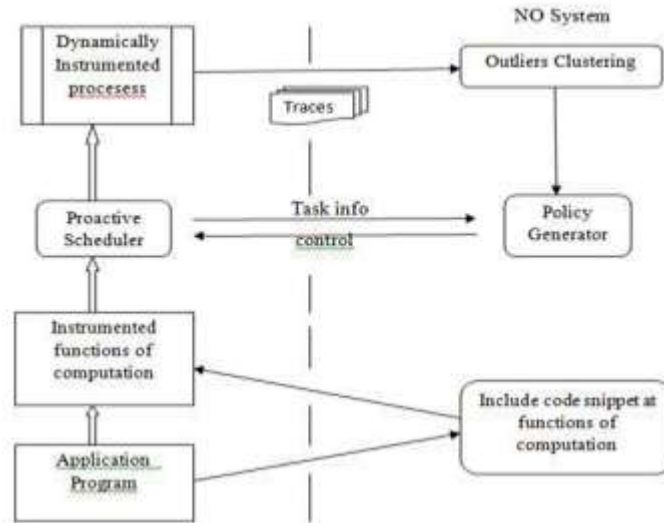 NO System
Dynamically
Instrumented
procesess
Outliers Clustering
Traces
Proactive
Scheduler
Task info
control
Policy
Generator
Instrumented
functions of
computation
Include code snippet at
functions of
computation
Application
Program